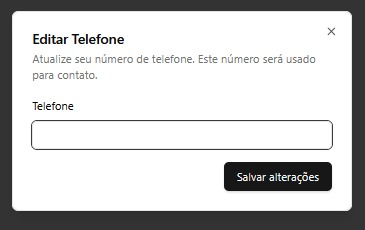 Editar Telefone
Atualize seu número de telefone. Este número será usado
para contato.
Telefone
Salvar alterações